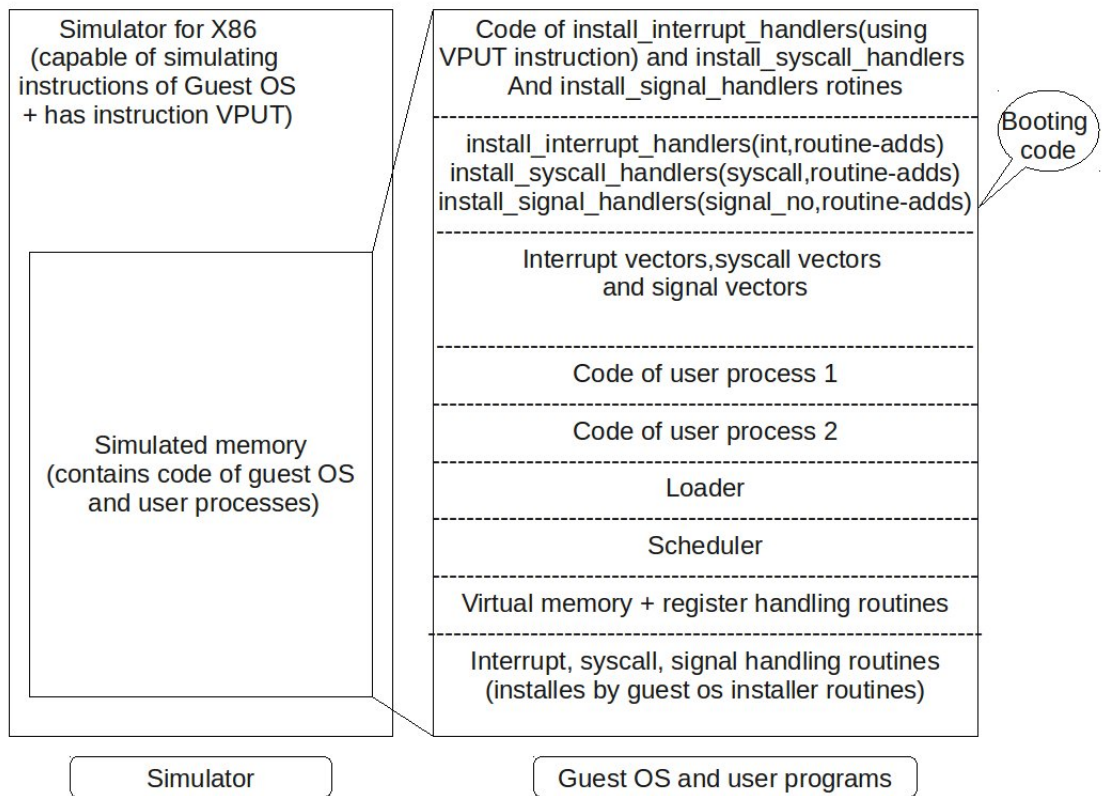 Simulator for X86
(capable of simulating
instructions of Guest OS
+ has instruction VPUT)
Simulated memory
(contains code of guest OS
and user processes)
Simulator
Code of install_interrupt_handlers(using
VPUT instruction) and install_syscall_handlers
And install_signal_handlers rotines
install_interrupt_handlers(int,routine-adds)
install_syscall_handlers(syscall,routine-adds)
install_signal_handlers(signal_no,routine-adds)
Booting
code
Interrupt vectors,syscall vectors
and signal vectors
Code of user process 1
Code of user process 2
Loader
Scheduler
Virtual memory + register handling routines
Interrupt, syscall, signal handling routines
(installes by guest os installer routines)
Guest OS and user programs